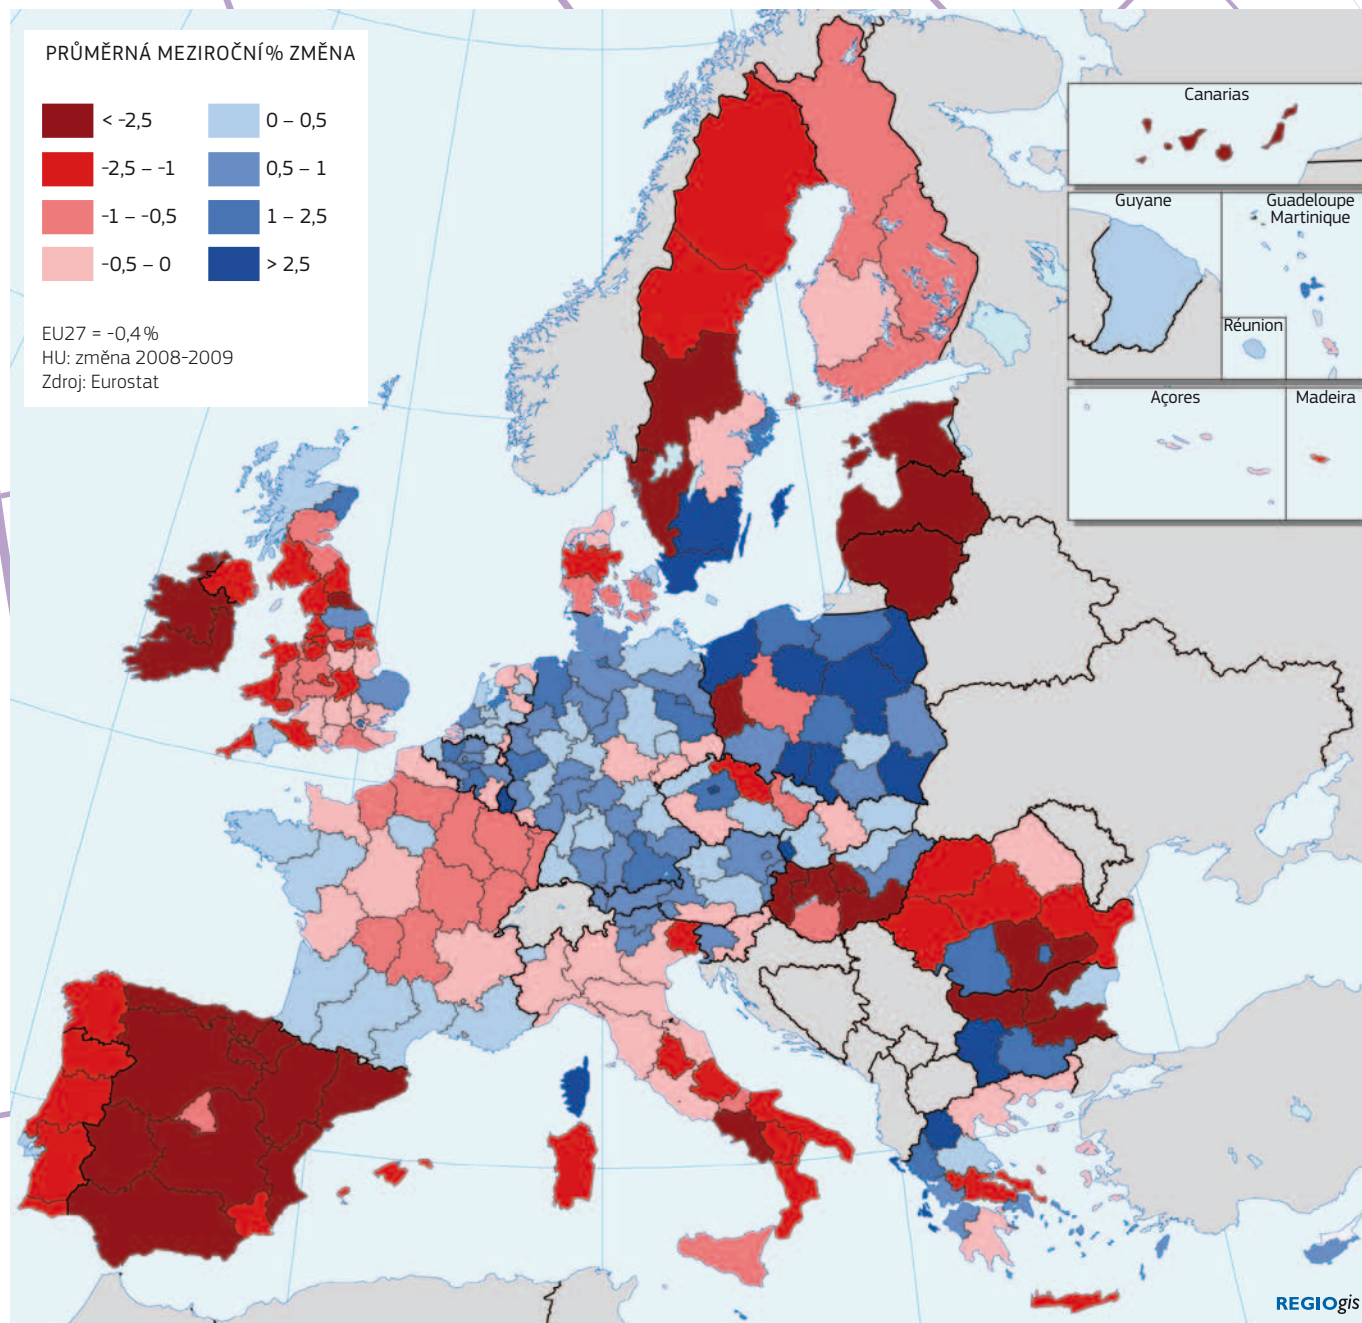 PRŮMĚRNÁ MEZIROČNÍ % ZMĚNA
< -2,5
0 – 0,5
-2,5 – -1
0,5 – 1
-1 – -0,5
1 – 2,5
-0,5 – 0
> 2,5
EU27 = -0,4 %
HU: změna 2008-2009
Zdroj: Eurostat
Canarias
Guyane
Guadeloupe
Martinique
Réunion
Açores
Madeira
REGIOgis